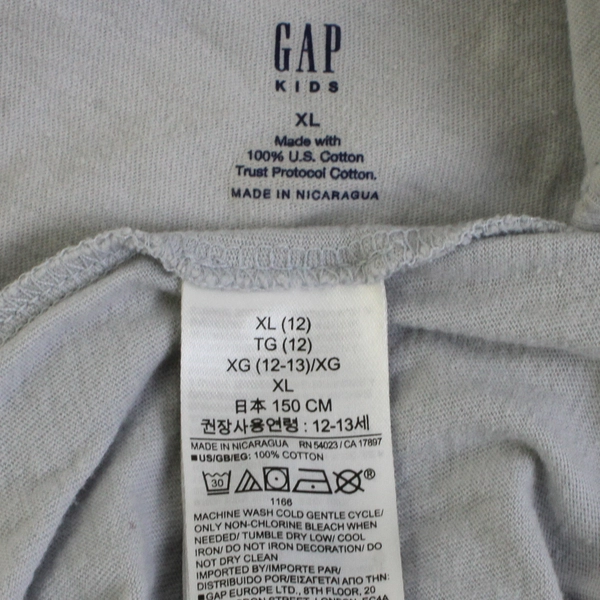 GAP
KIDS
XL
Made with
100% U.S. Cotton
Trust Protocol Cotton.
MADE IN NICARAGUA
XL (12)
TG (12)
XG (12-13)/XG
XL
日本 150 CM
권장사용연령 : 12-13세
MADE IN NICARAGUA RN 54023 / CA 17897
■US/GB/EG: 100% COTTON
30 ®
1166
MACHINE WASH COLD GENTLE CYCLE/
ONLY NON-CHLORINE BLEACH WHEN
NEEDED/ TUMBLE DRY LOW/ COOL
IRON/ DO NOT IRON DECORATION/ DO
NOT DRY CLEAN
IMPORTED BY/IMPORTE PAR/
DISTRIBUIDO POR/ΕΙΣΑΓΕΤΑΙ ΑΠΟ ΤΗΝ:
■GAP EUROPE LTD., 8TH FLOOR, 20
STREET, LONDON, EC4A